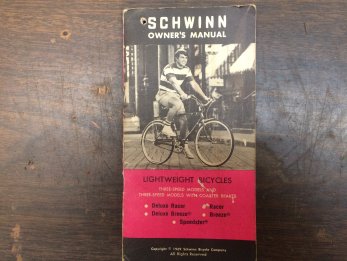 SCHWINN
OWNER'S MANUAL
LIGHTWEIGHT BICYCLES
THREE-SPEED MODELS AND
THREE-SPEED MODELS WITH COASTER BRAKES
• Deluxe Racer • Racer
• Deluxe Breeze® • Breeze®
• Speedster®
Copyright © 1969 Schwinn Bicycle Company
All Rights Reserved